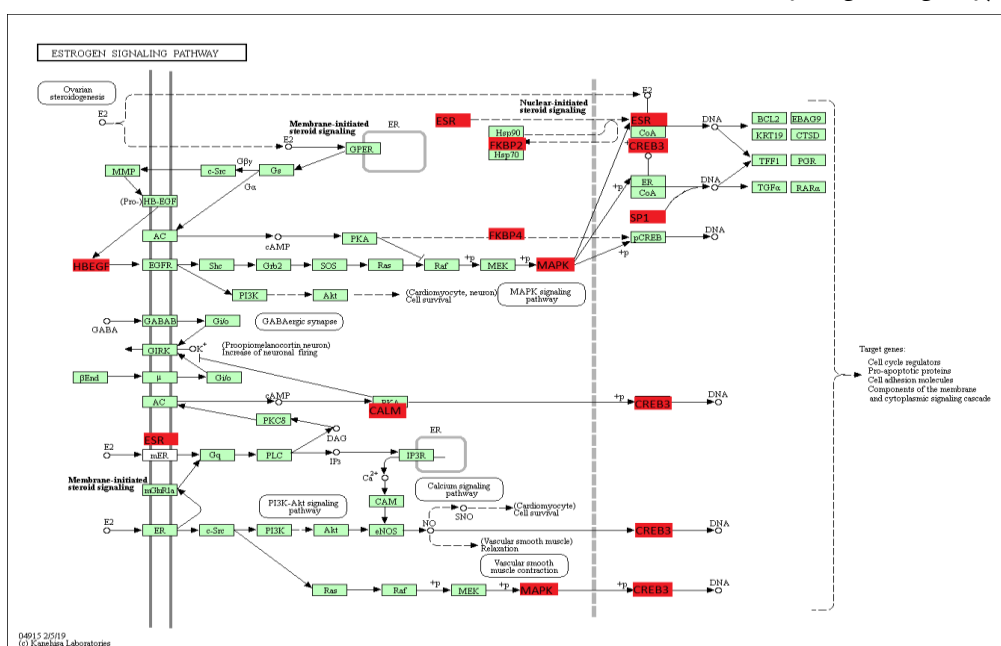 ESTROGEN SIGNALING PATHWAY
Ovarian
steroidogenesis
E2
Membrane-initiated
steroid signaling
E2
GPER
ER
ESR
Nuclear-initiated
steroid signaling
Hsp90
FKBP2
Hsp70
E2
ESR
CoA
CREB3
+p
ER
CoA
SP1
DNA
DNA
BCL2
EBAG9
KRT19
CTSD
TFF1
PGR
TGFα
RARα
MMP
c-Src
Gβγ
Gs
Gα
(Pro-)
HB-EGF
AC
cAMP
PKA
FKBP4
pCREB
DNA
+p
HBEGF
EGFR
Shc
Grb2
SOS
Ras
Raf
+p
MEK
+p
MAPK
PI3K
Akt
(Cardiomyocyte, neuron)
Cell survival
MAPK signaling
pathway
GABA
GABAB
Gi/o
GABAergic synapse
GIRK
K+
(Propiomelanocortin neuron)
Increase of neuronal firing
βEnd
μ
Gi/o
AC
cAMP
CALM
+p
CREB3
DNA
PKCδ
DAG
ESR
E2
mER
Gq
PLC
IP3
IP3R
ER
Ca2+
Membrane-initiated
steroid signaling
mGluR1a
PI3K-Akt signaling
pathway
CAM
Calcium signaling
pathway
E2
ER
c-Src
PI3K
Akt
eNOS
NO
SNO
(Cardiomyocyte)
Cell survival
(Vascular smooth muscle)
Relaxation
Vascular smooth
muscle contraction
+p
CREB3
DNA
Ras
Raf
+p
MEK
+p
MAPK
+p
CREB3
DNA
Target genes:
Cell cycle regulators
Pro-apoptotic proteins
Cell adhesion molecules
Components of the membrane
and cytoplasmic signaling cascade
04915 2/5/19
(c) Kanehisa Laboratories